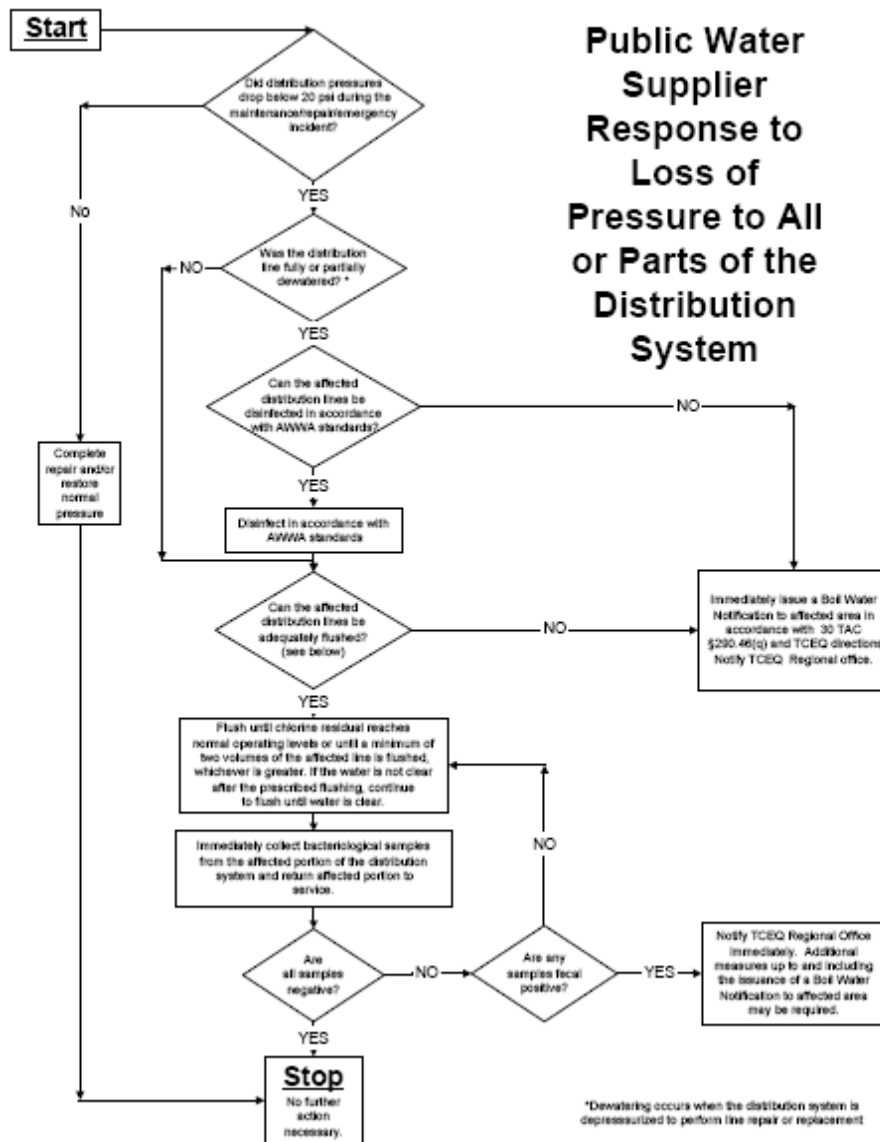 Start
Public Water
Supplier
Response to
Loss of
Pressure to All
or Parts of the
Distribution
System
Did distribution pressures
drop below 20 psi during the
maintenance/repair/emergency
incident?
No
YES
Was the distribution
line fully or partially
dewatered? *
NO
YES
Can the affected
distribution lines be
disinfected in accordance
with AWWA standards?
NO
Complete
repair and/or
restore
normal
pressure
YES
Disinfect in accordance with
AWWA standards
Can the affected
distribution lines be
adequately flushed?
(see below)
NO
Immediately issue a Boil Water
Notification to affected area in
accordance with 30 TAC
§290.46(q) and TCEQ directions
Notify TCEQ Regional office.
YES
Flush until chlorine residual reaches
normal operating levels or until a minimum of
two volumes of the affected line is flushed,
whichever is greater. If the water is not clear
after the prescribed flushing, continue
to flush until water is clear.
NO
Immediately collect bacteriological samples
from the affected portion of the distribution
system and return affected portion to
service.
Are
all samples
negative?
NO
Are any
samples fecal
positive?
YES
Notify TCEQ Regional Office
Immediately. Additional
measures up to and including
the issuance of a Boil Water
Notification to affected area
may be required.
YES
Stop
No further
action
necessary.
*Dewatering occurs when the distribution system is
depressurized to perform line repair or replacement